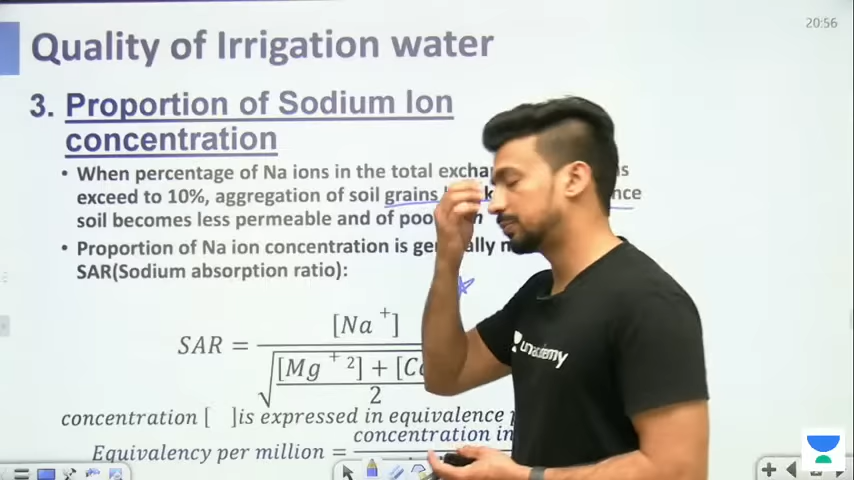 20:56
Quality of Irrigation water
3. Proportion of Sodium Ion
concentration
• When percentage of Na ions in the total
exceed to 10%, aggregation of soil grains
soil becomes less permeable and of
• Proportion of Na ion concentration is
SAR(Sodium absorption ratio):
SAR = [Na⁺]
√ [Mg⁺²] + [
2
concentration [ ] is expressed in equivalence
concentration in
Equivalency per million =
unacademy